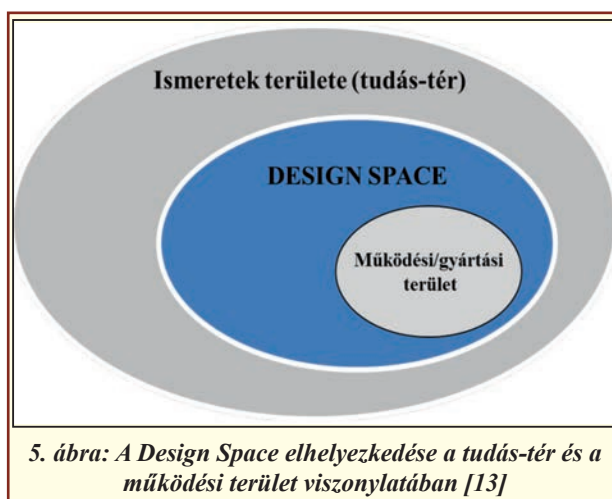 Ismeretek területe (tudás-tér)
DESIGN SPACE
Működési/gyártási
terület
5. ábra: A Design Space elhelyezkedése a tudás-tér és a
működési terület viszonylatában [13]